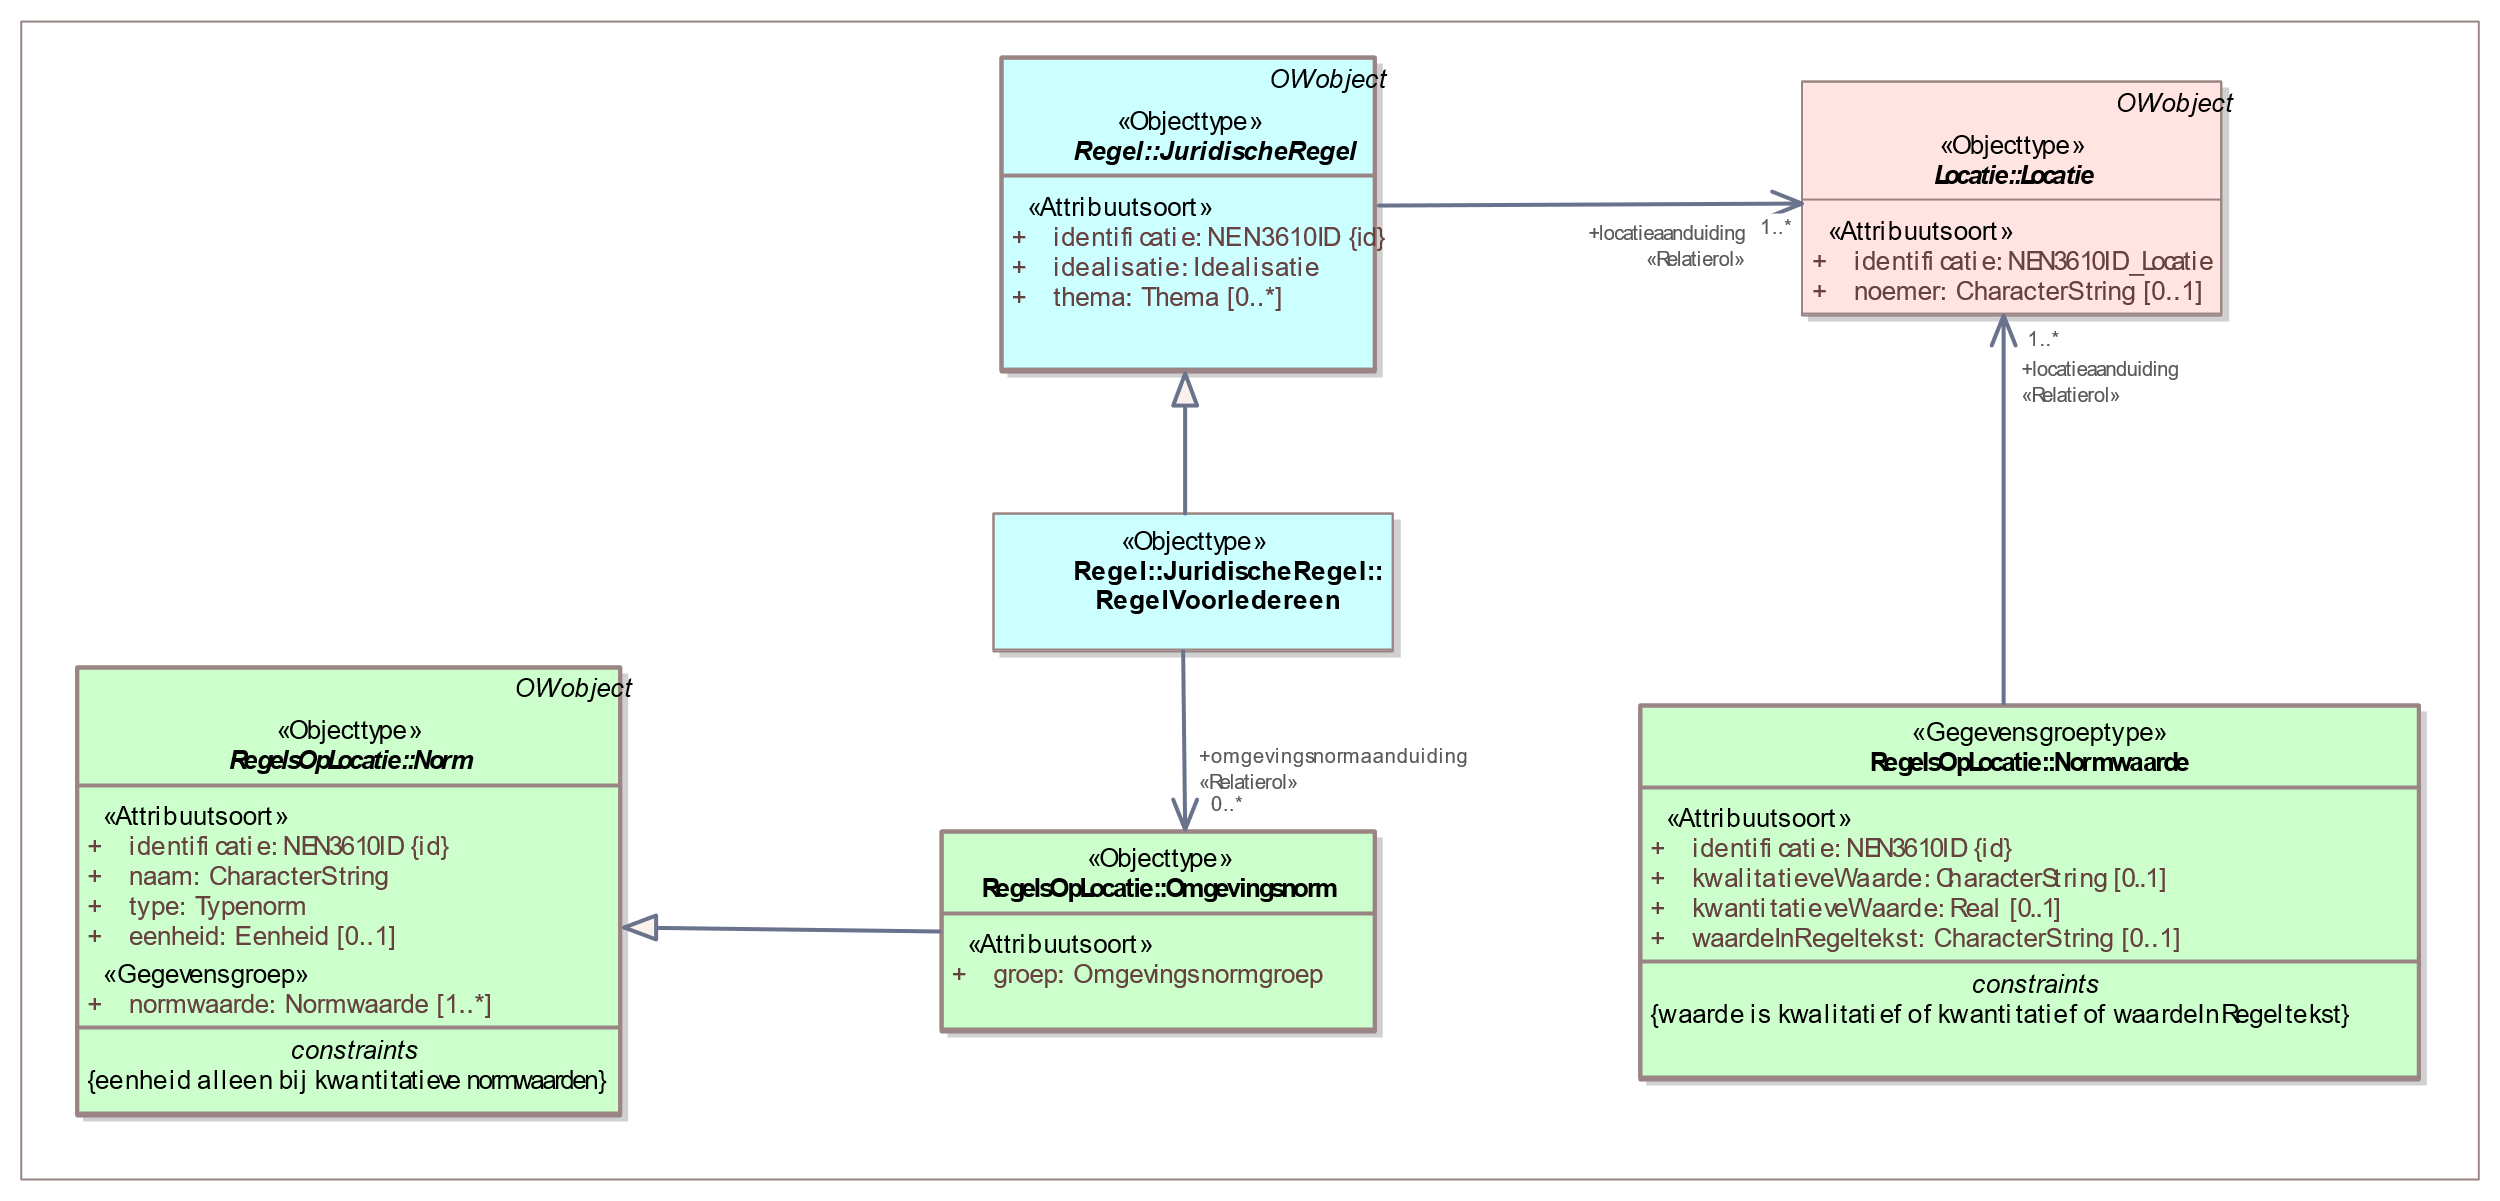 OWobject
«Objecttype»
Regel::JuridischeRegel
«Attribuutsoort»
+ identificatie: NEN3610ID {id}
+ idealisatie: Idealisatie
+ thema: Thema [0..*]
OWobject
«Objecttype»
Locatie::Locatie
«Attribuutsoort»
+ identificatie: NEN3610ID_Locatie
+ noemer: CharacterString [0..1]
+locatieaanduiding 1..*
«Relatierol»
1..*
+locatieaanduiding
«Relatierol»
«Objecttype»
Regel::JuridischeRegel::
RegelVoorIedereen
+omgevingsnormaanduiding
«Relatierol»
0..*
OWobject
«Objecttype»
RegelsOpLocatie::Norm
«Attribuutsoort»
+ identificatie: NEN3610ID {id}
+ naam: CharacterString
+ type: Typenorm
+ eenheid: Eenheid [0..1]
«Gegevensgroep»
+ normwaarde: Normwaarde [1..*]
constraints
{eenheid alleen bij kwantitatieve normwaarden}
«Objecttype»
RegelsOpLocatie::Omgevingsnorm
«Attribuutsoort»
+ groep: Omgevingsnormgroep
«Gegevensgroeptype»
RegelsOpLocatie::Normwaarde
«Attribuutsoort»
+ identificatie: NEN3610ID {id}
+ kwalitatieveWaarde: CharacterString [0..1]
+ kwantitatieveWaarde: Real [0..1]
+ waardeInRegeltekst: CharacterString [0..1]
constraints
{waarde is kwalitatief of kwantitatief of waardeInRegeltekst}